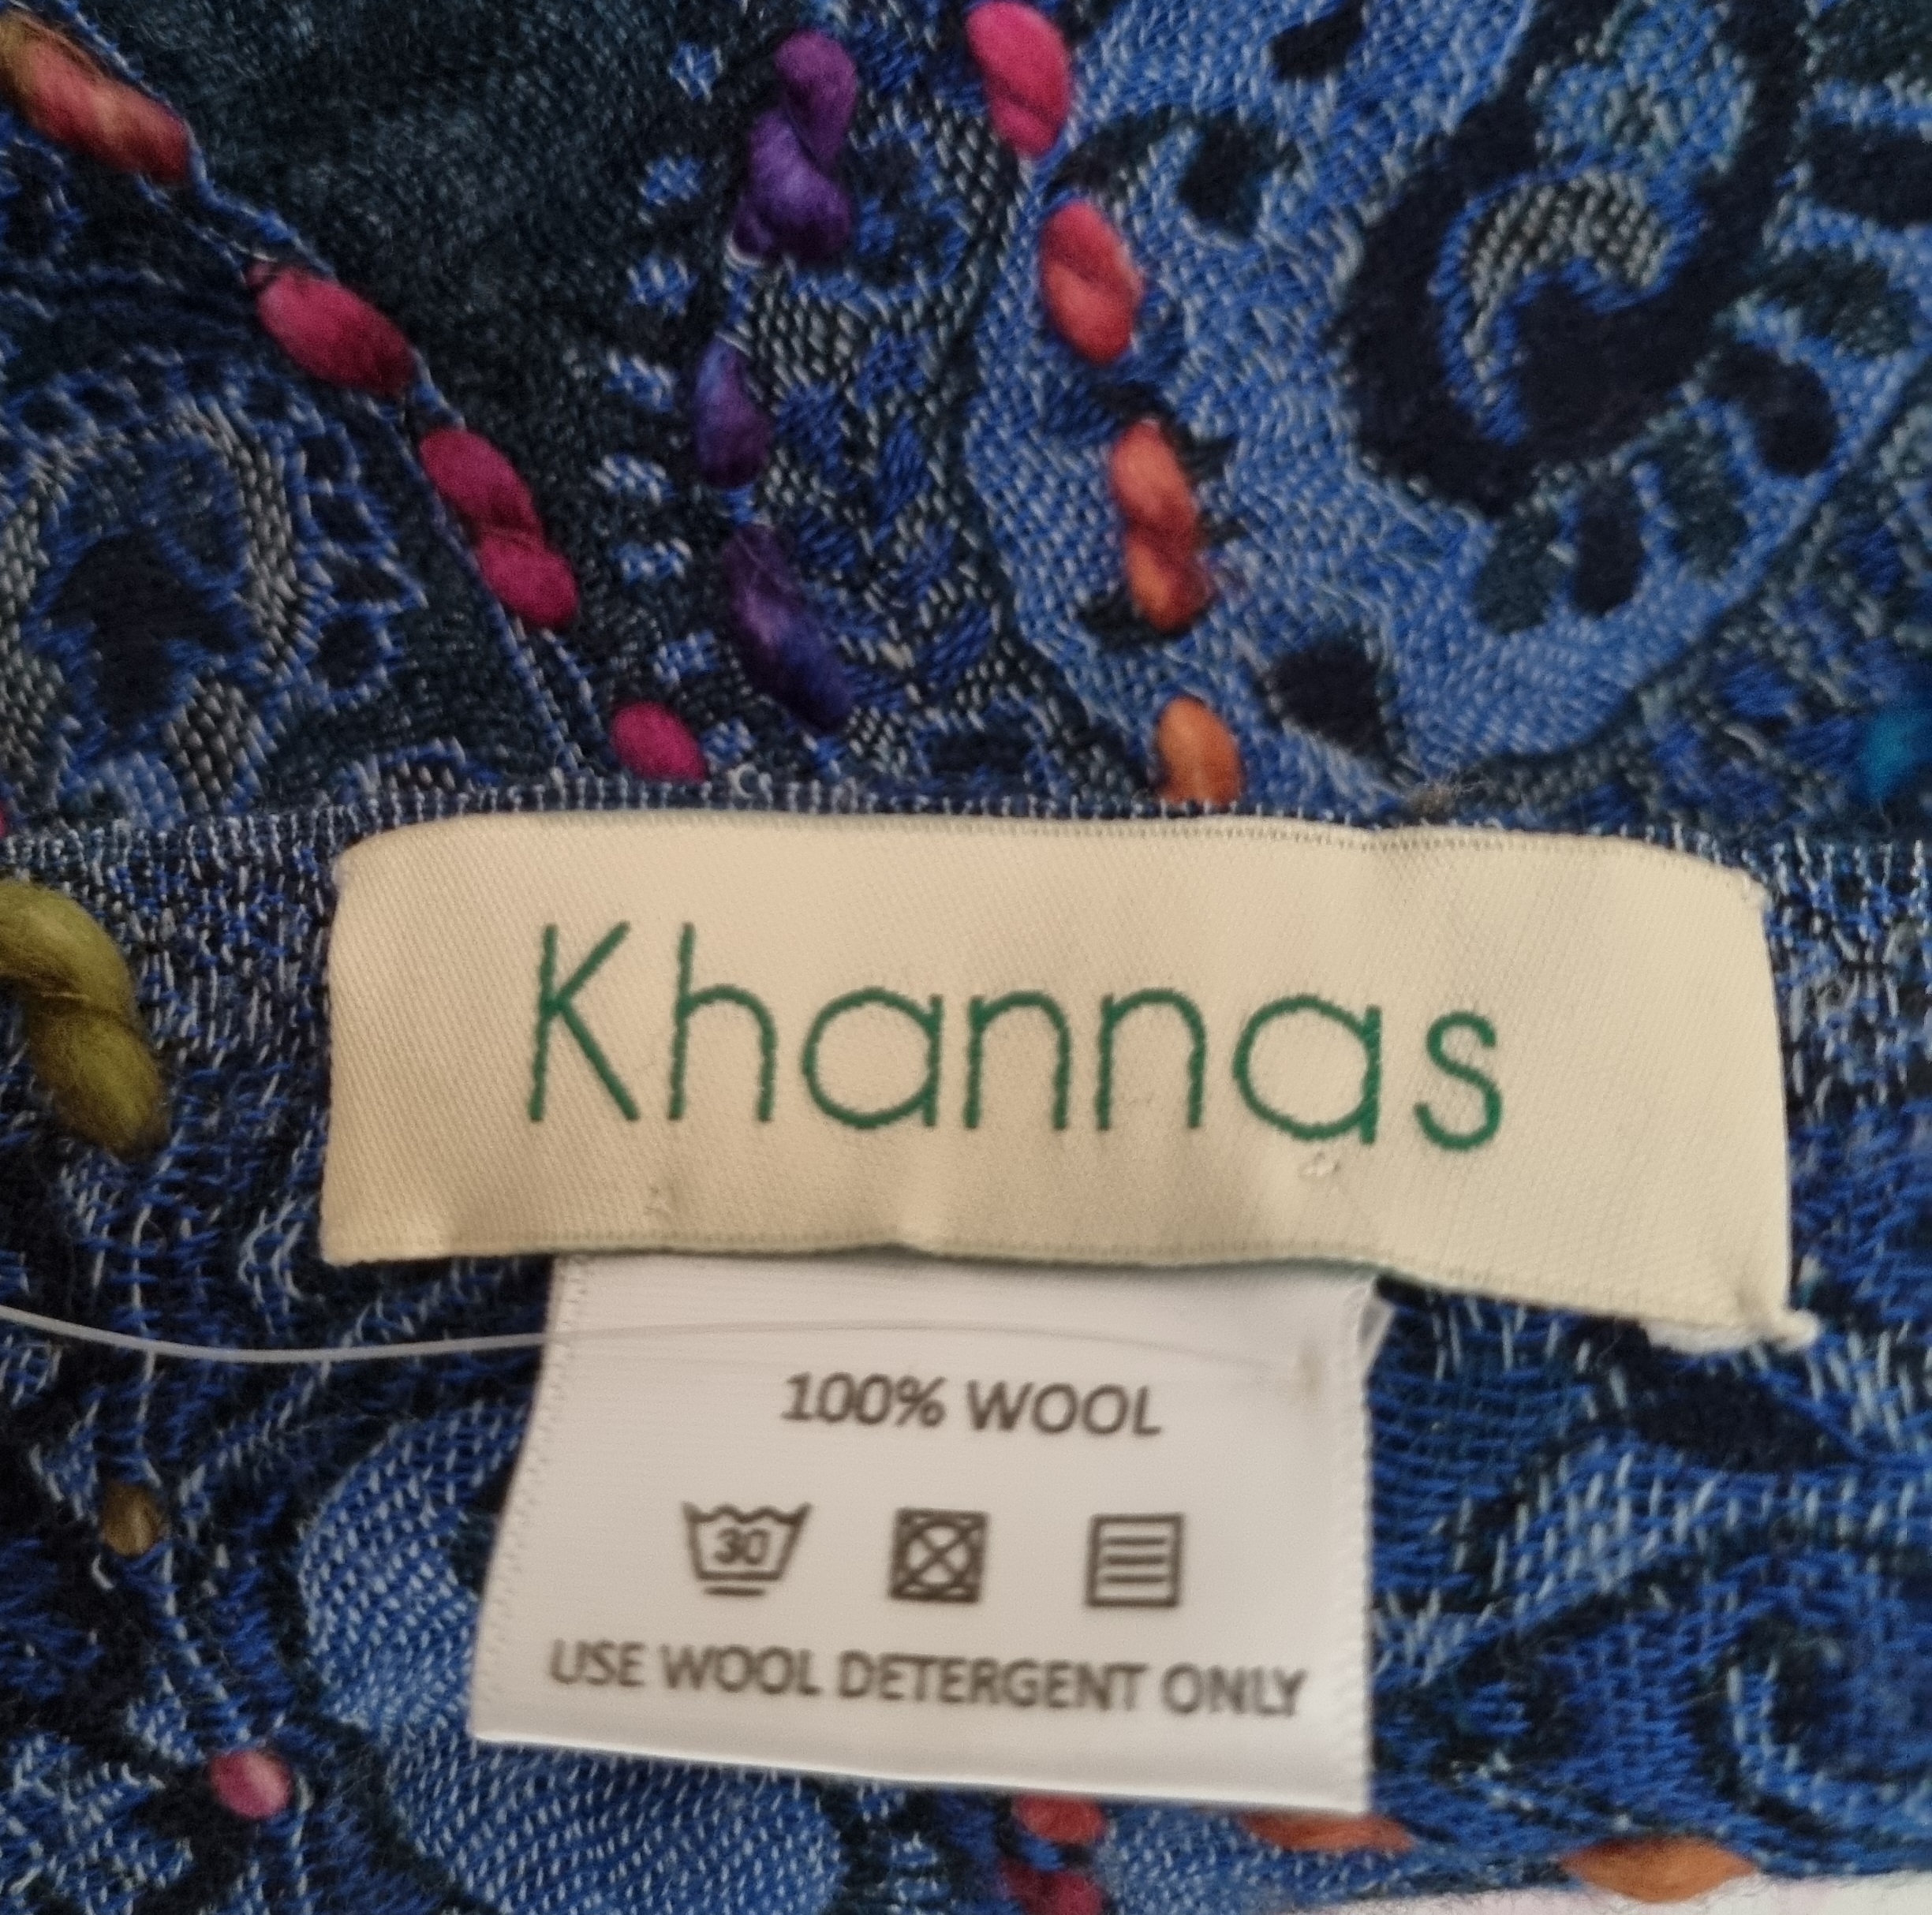 Khannas
100% WOOL
30
USE WOOL DETERGENT ONLY